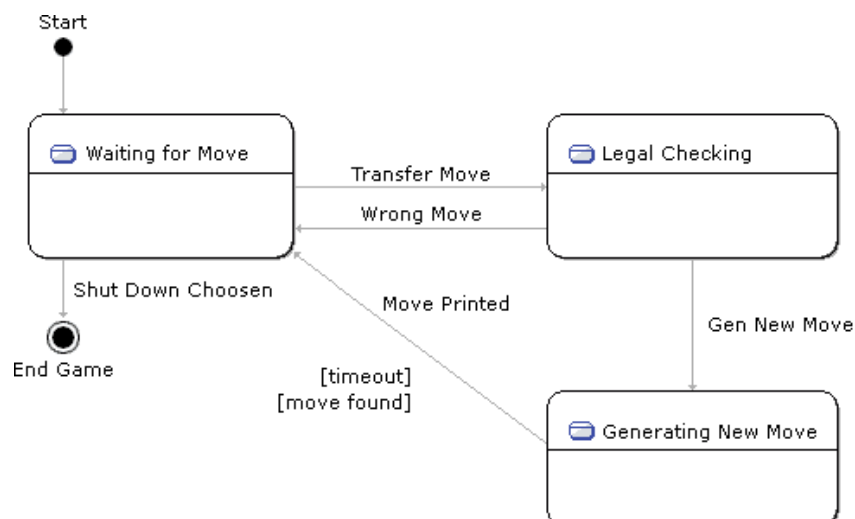 Start
Waiting for Move
Legal Checking
Transfer Move
Wrong Move
Shut Down Choosen
Move Printed
Gen New Move
End Game
[timeout]
[move found]
Generating New Move